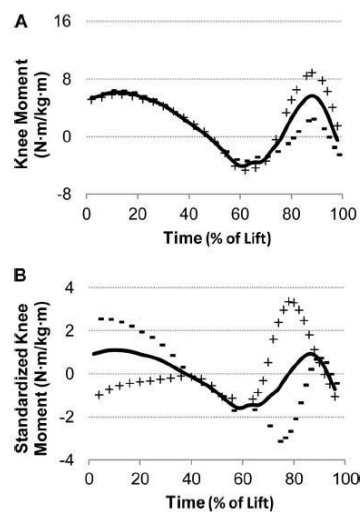 A
16
8
0
-8
Knee Moment
(N·m/kg·m)
0 20 40 60 80 100
Time (% of Lift)
B
4
2
0
-2
-4
Standardized Knee
Moment (N·m/kg·m)
0 20 40 60 80 100
Time (% of Lift)